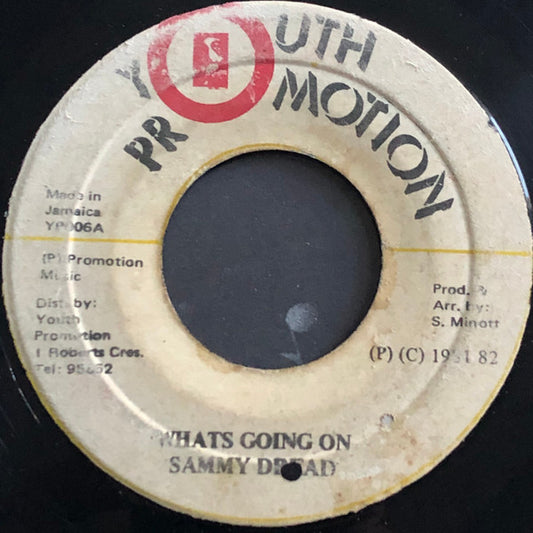 YOUTH
PROMOTION
Made in
Jamaica
YP006A
(P) Promotion
Music
Dist. by:
Youth
Promotion
1 Roberts Cres.
Tel:
Prod. &
Arr. by:
S. Minott
(P) (C) 1981 82
WHATS GOING ON
SAMMY DREAD